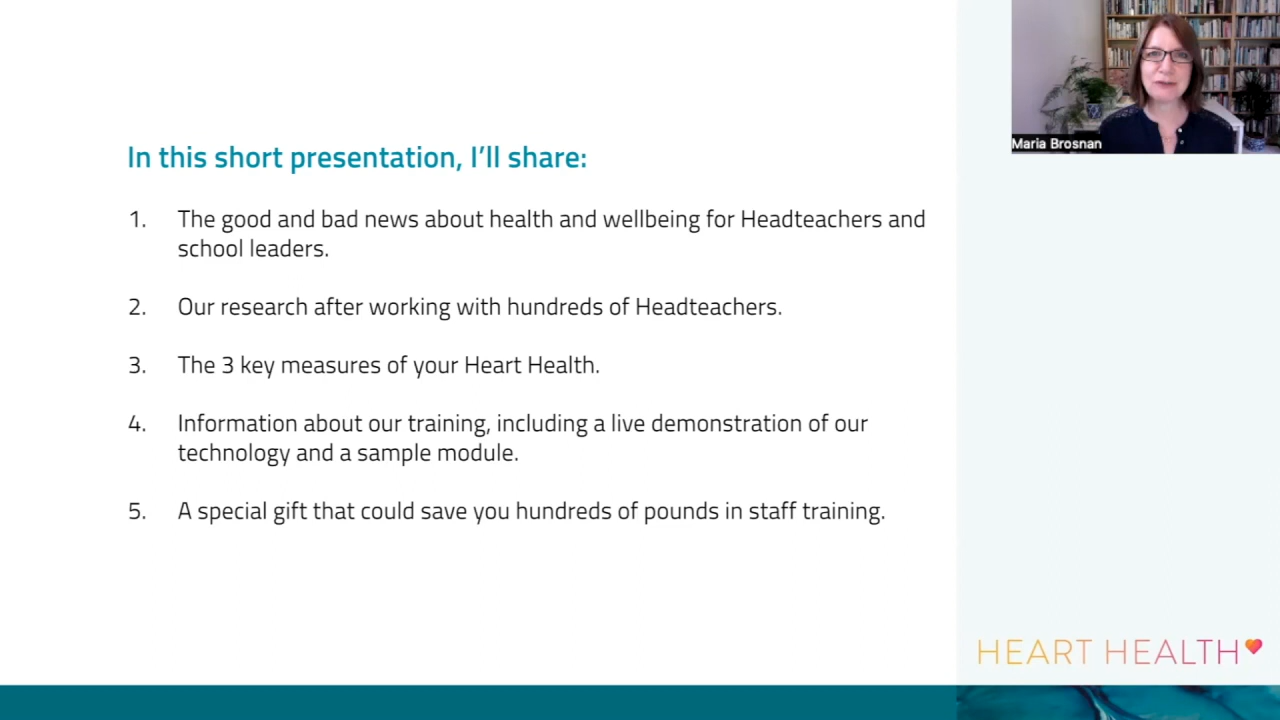 Maria Brosnan
In this short presentation, I'll share:
1. The good and bad news about health and wellbeing for Headteachers and
school leaders.
2. Our research after working with hundreds of Headteachers.
3. The 3 key measures of your Heart Health.
4. Information about our training, including a live demonstration of our
technology and a sample module.
5. A special gift that could save you hundreds of pounds in staff training.
HEART HEALTH